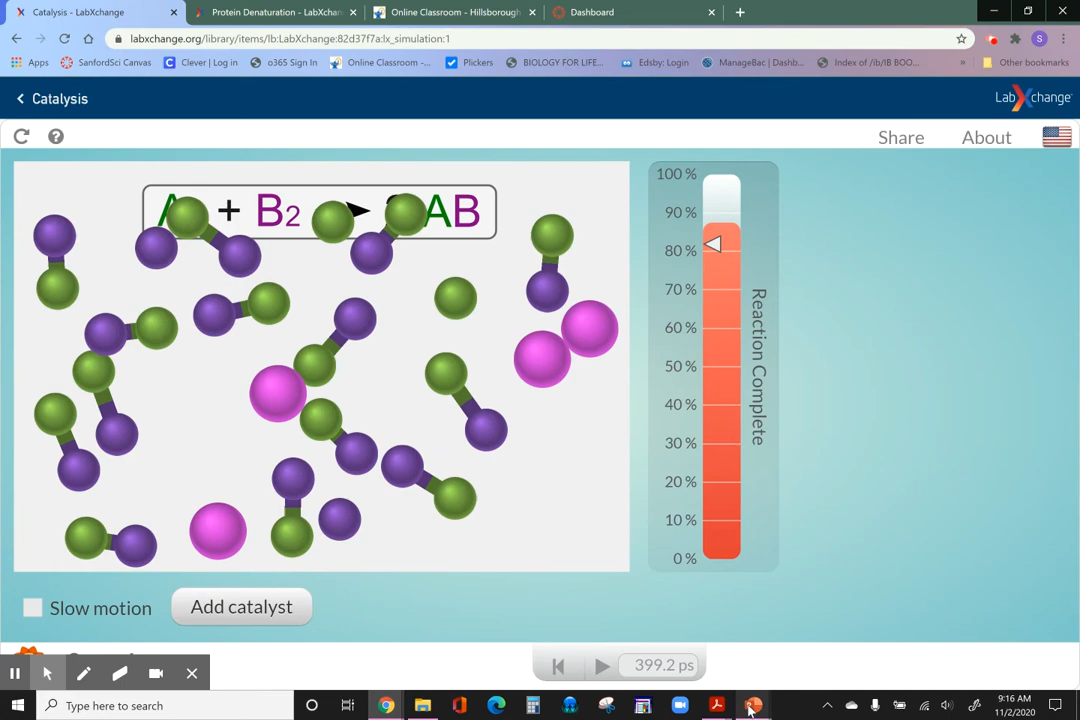 Catalysis - LabXchange
Protein Denaturation - LabXchan
Online Classroom - Hillsborough
Dashboard
labxchange.org/library/items/lb:LabXchange:82d37f7a:lx_simulation:1
S
Apps
SanfordSci Canvas
Clever | Log in
o365 Sign In
Online Classroom -...
Plickers
BIOLOGY FOR LIFE...
Edsby: Login
ManageBac | Dashb...
Index of /ib/IB BOO...
»
Other bookmarks
Catalysis
LabXchange
Share
About
+ B2 AB
100 %
90 %
80 %
70 %
60 %
50 %
40 %
30 %
20 %
10 %
0 %
Reaction Complete
Slow motion
Add catalyst
399.2 ps
Type here to search
9:16 AM
11/2/2020